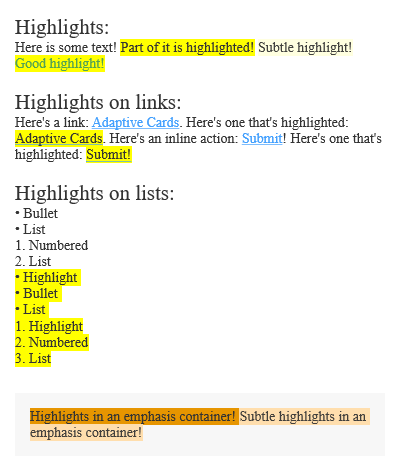 Highlights:
Here is some text! Part of it is highlighted! Subtle highlight!
Good highlight!
Highlights on links:
Here's a link: Adaptive Cards. Here's one that's highlighted:
Adaptive Cards. Here's an inline action: Submit! Here's one that's
highlighted: Submit!
Highlights on lists:
• Bullet
• List
1. Numbered
2. List
• Highlight
• Bullet
• List
1. Highlight
2. Numbered
3. List
Highlights in an emphasis container! Subtle highlights in an
emphasis container!